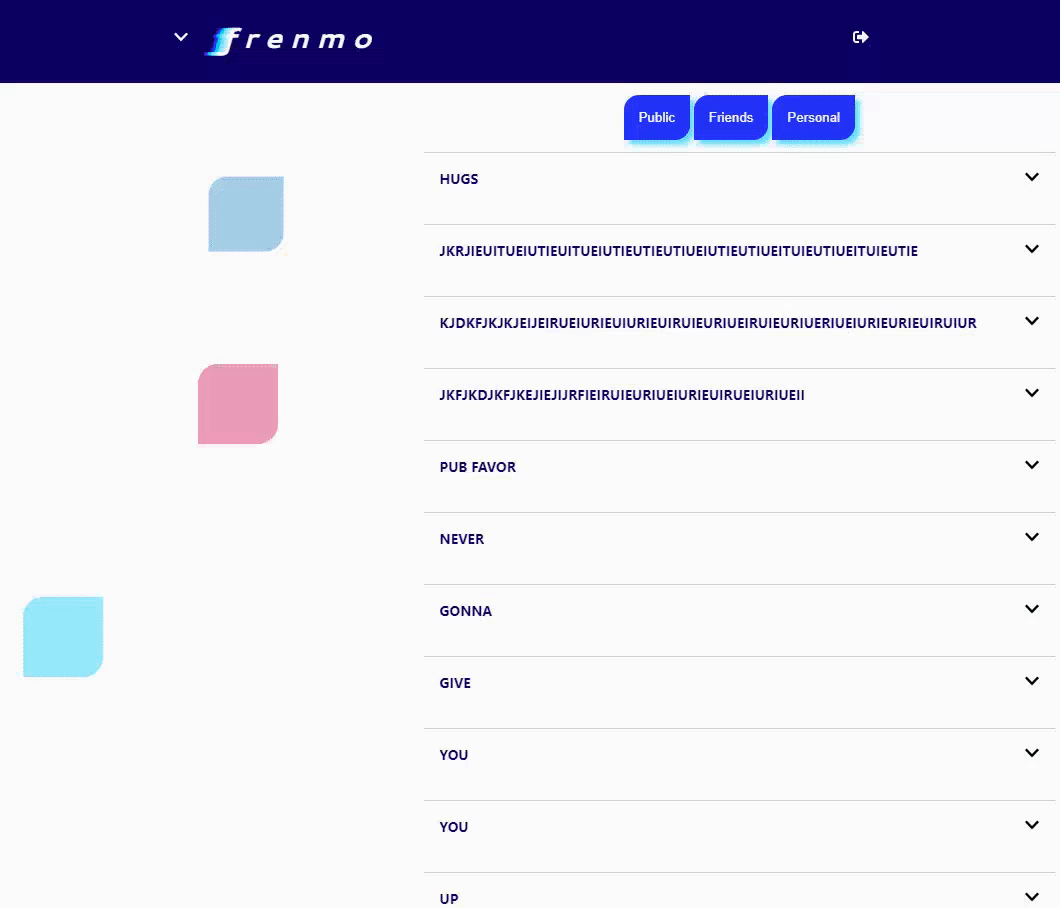 frenmo
Public Friends Personal
HUGS
JKRJIEUITUEIUTIEUITUEIUTIEUTIEUTIUEIUTIEUTIUEITUIEUTIUEITUIEUTIE
KJDKFJKJKJEIJEIRUEIURIEUIURIEUIRUIEURIUEIRUIEURIUERIUEIURIEURIEUIRUIUR
JKFJKDJKFJKEJIEJIJRFIEIRUIEURIUEIURIEUIRUEIURIUEII
PUB FAVOR
NEVER
GONNA
GIVE
YOU
YOU
UP